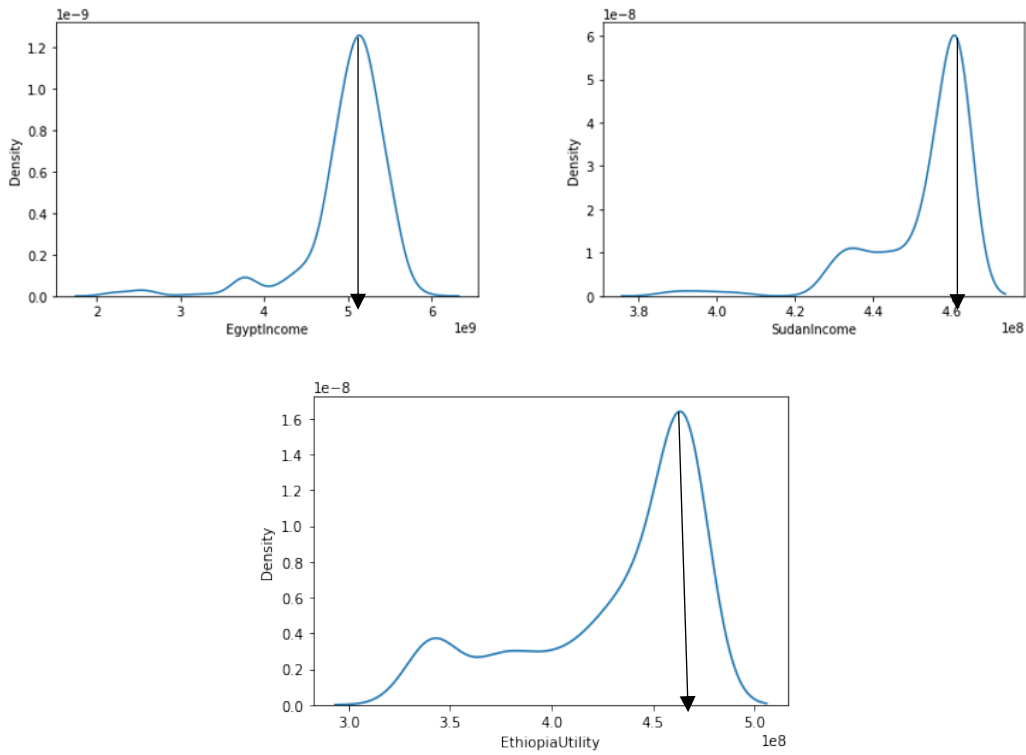 1e−9
1.2
1.0
0.8
0.6
0.4
0.2
0.0
Density
2 3 4 5 6
1e9
EgyptIncome
1e−8
6
5
4
3
2
1
0
Density
3.8 4.0 4.2 4.4 4.6
1e8
SudanIncome
1e−8
1.6
1.4
1.2
1.0
0.8
0.6
0.4
0.2
0.0
Density
3.0 3.5 4.0 4.5 5.0
1e8
EthiopiaUtility